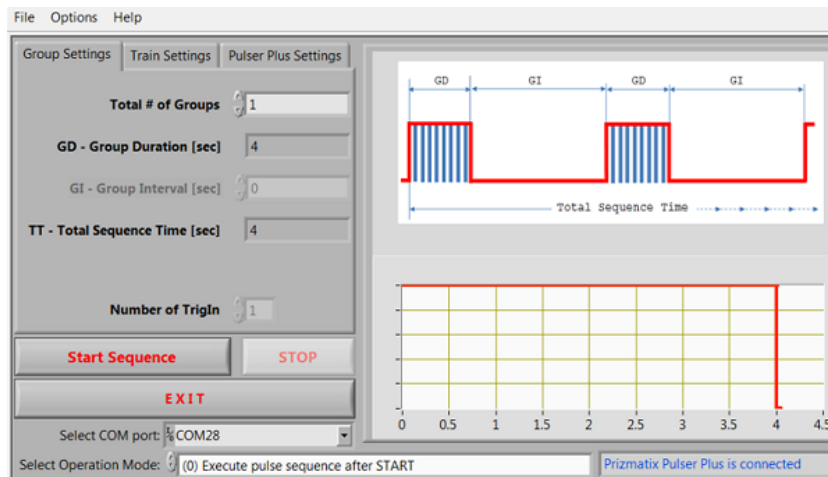 File Options Help
Group Settings Train Settings Pulser Plus Settings
Total # of Groups 1
GD - Group Duration [sec] 4
GI - Group Interval [sec] 0
TT - Total Sequence Time [sec] 4
Number of TrigIn 1
Start Sequence STOP
EXIT
Select COM port: COM28
Select Operation Mode: (0) Execute pulse sequence after START
GD GI GD GI
Total Sequence Time
0 0.5 1 1.5 2 2.5 3 3.5 4 4.5
Prizmatix Pulser Plus is connected